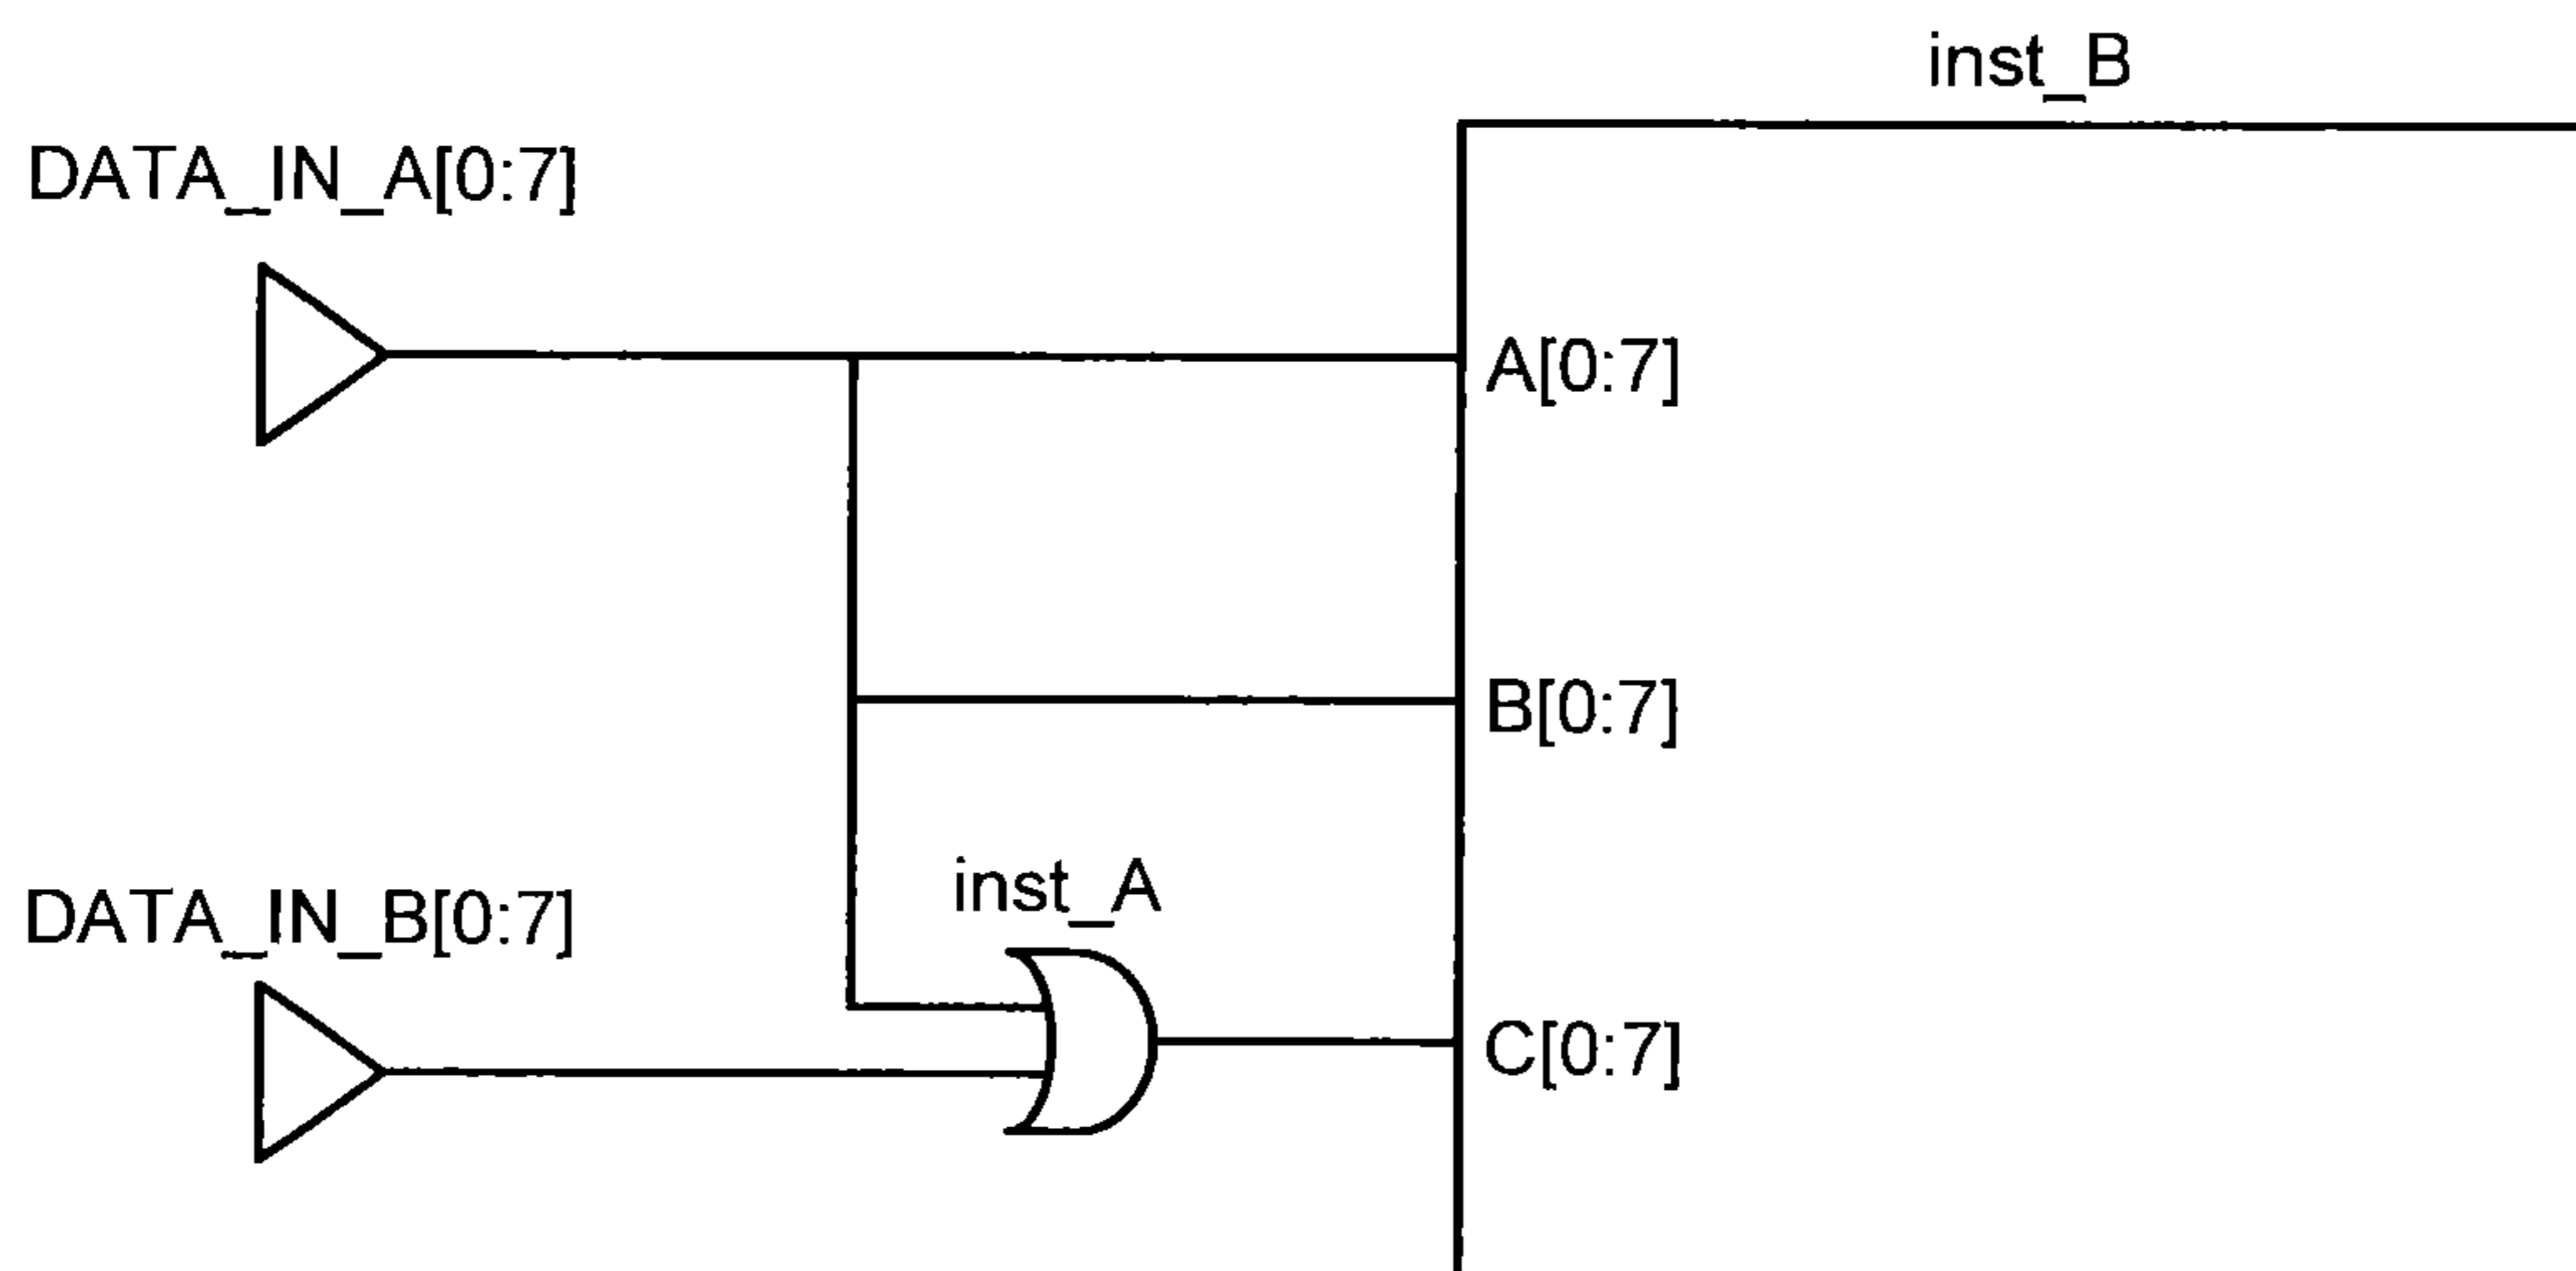 inst_B
DATA_IN_A[0:7]
A[0:7]
B[0:7]
inst_A
DATA_IN_B[0:7]
C[0:7]